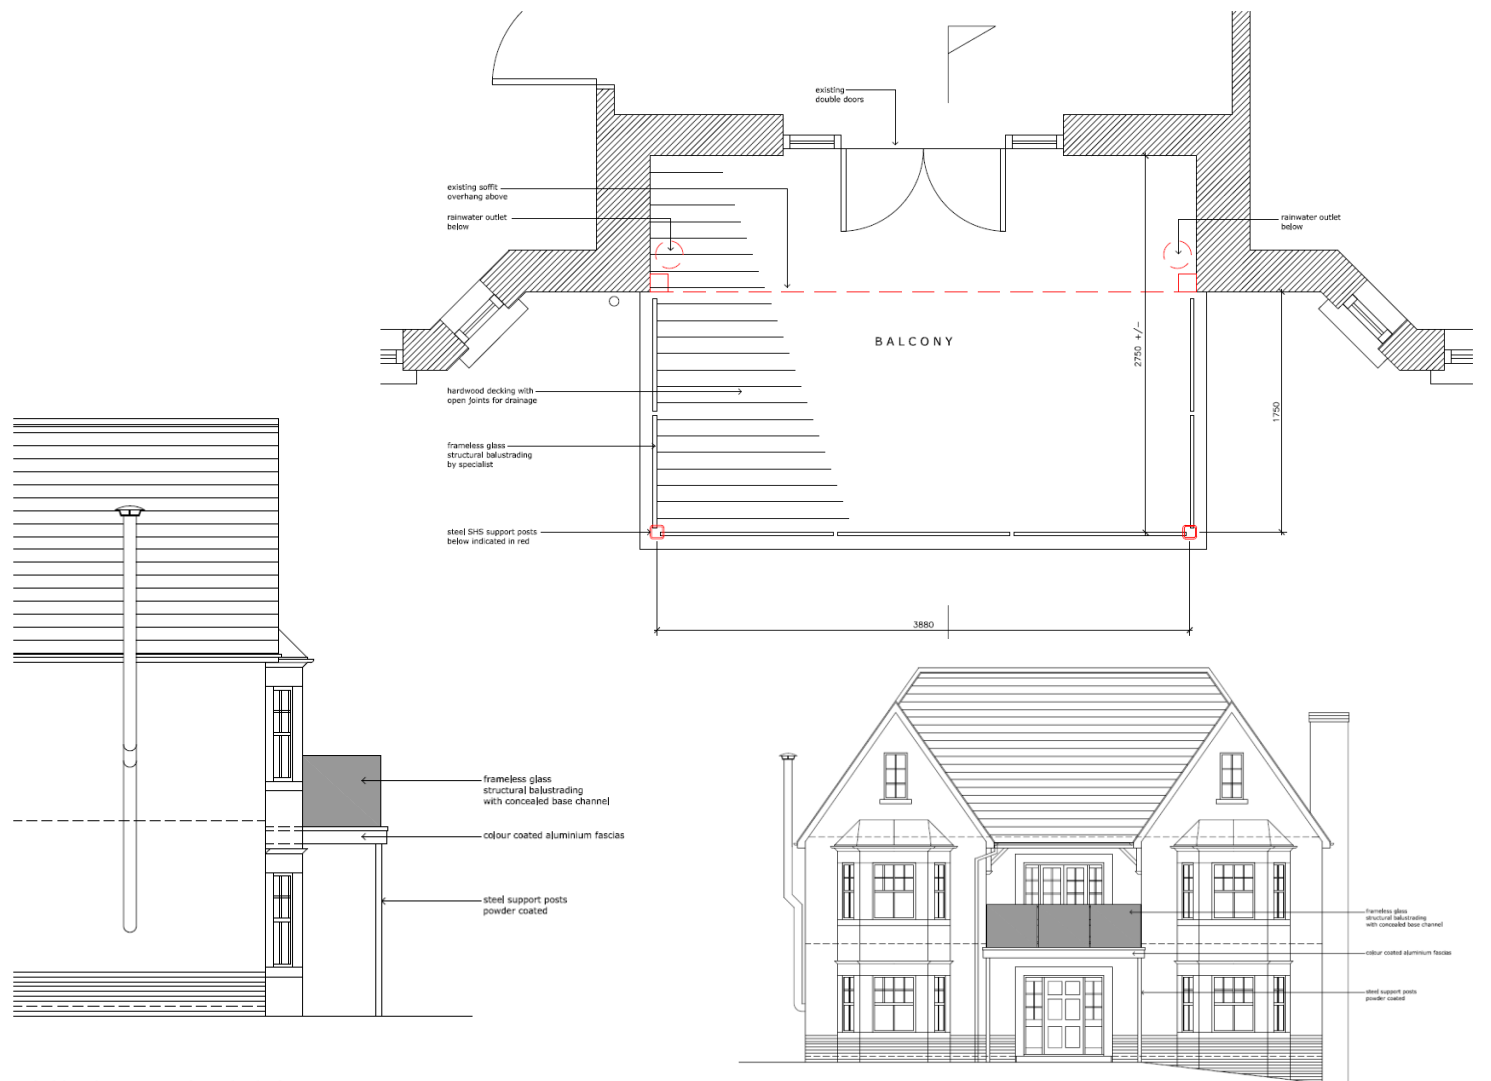 existing
double doors
existing soffit
overhang above
rainwater outlet
below
rainwater outlet
below
BALCONY
2750 +/-
hardwood decking with
open joints for drainage
1750
frameless glass
structural balustrading
by specialist
steel SHS support posts
below indicated in red
3880
frameless glass
structural balustrading
with concealed base channel
colour coated aluminium fascias
steel support posts
powder coated
frameless glass
structural balustrading
with concealed base channel
colour coated aluminium fascias
steel support posts
powder coated